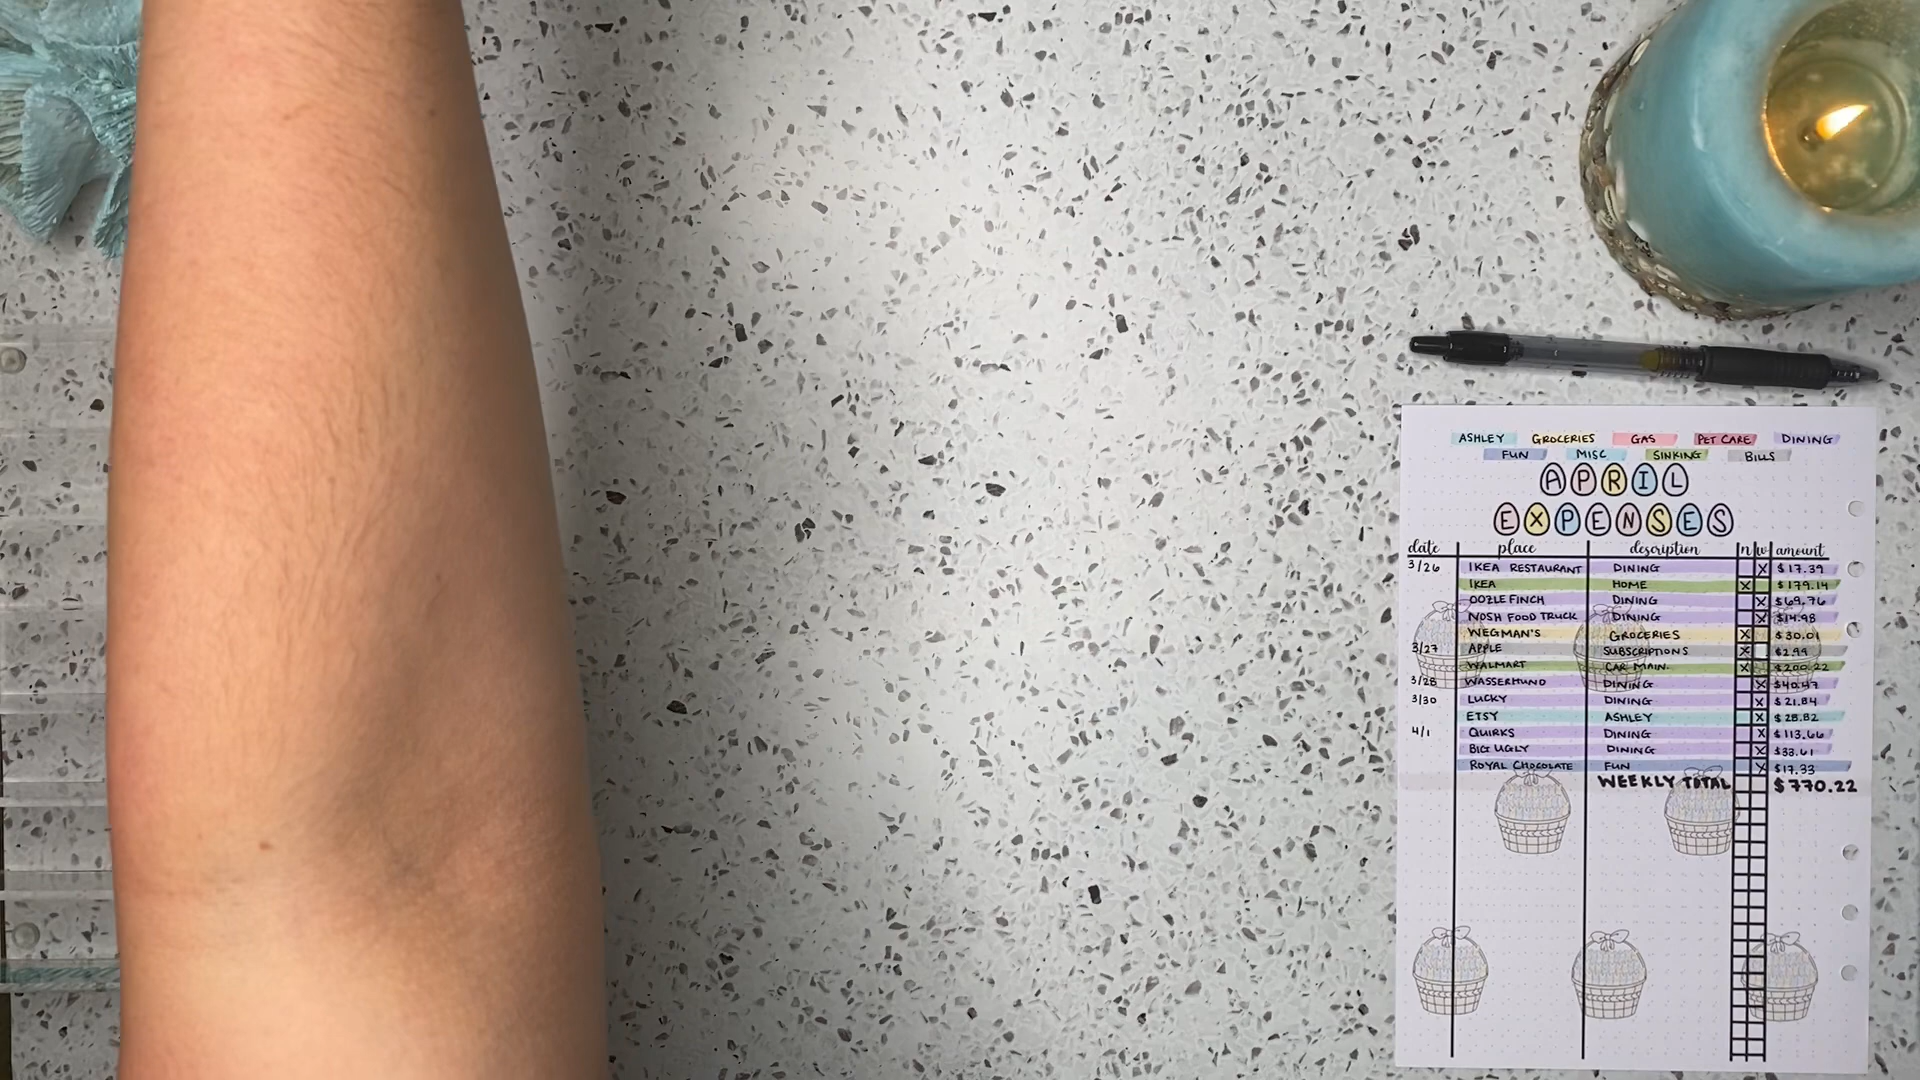 ASHLEY GROCERIES GAS PET CARE DINING
FUN MISC SINKING BILLS
APRIL
EXPENSES
date place description n w amount
3/26 IKEA RESTAURANT DINING X $17.39
IKEA HOME X $179.14
OOZLEFINCH DINING X $69.76
NOSH FOOD TRUCK DINING X $14.98
WEGMAN'S GROCERIES X $30.01
3/27 APPLE SUBSCRIPTIONS X $2.99
WALMART CAR MAIN. X $200.22
3/28 WASSERHUND DINING X $40.47
3/30 LUCKY DINING X $21.84
ETSY ASHLEY X $28.82
4/1 QUIRKS DINING X $113.66
BIG UGLY DINING X $33.61
ROYAL CHOCOLATE FUN X $17.33
WEEKLY TOTAL $770.22